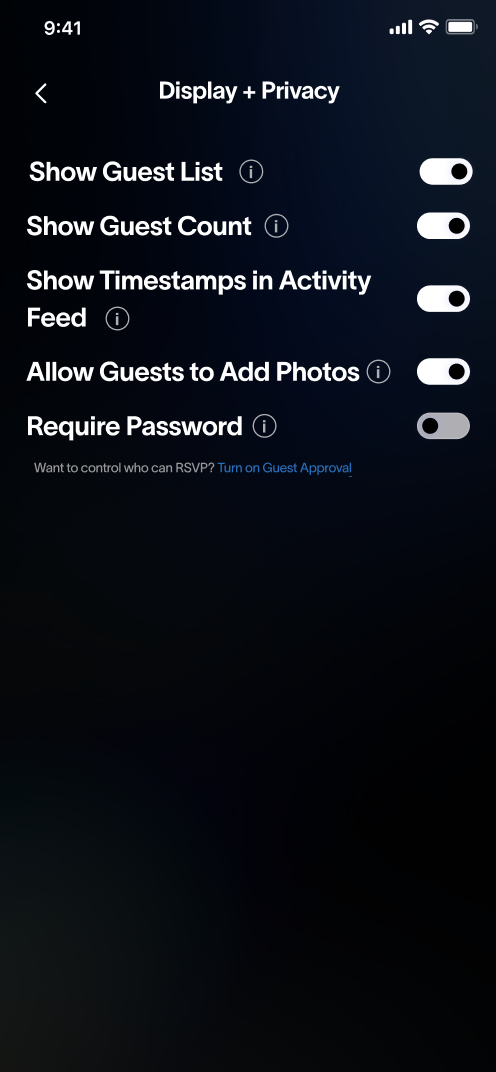 9:41
Display + Privacy
Show Guest List
Show Guest Count
Show Timestamps in Activity
Feed
Allow Guests to Add Photos
Require Password
Want to control who can RSVP? Turn on Guest Approval